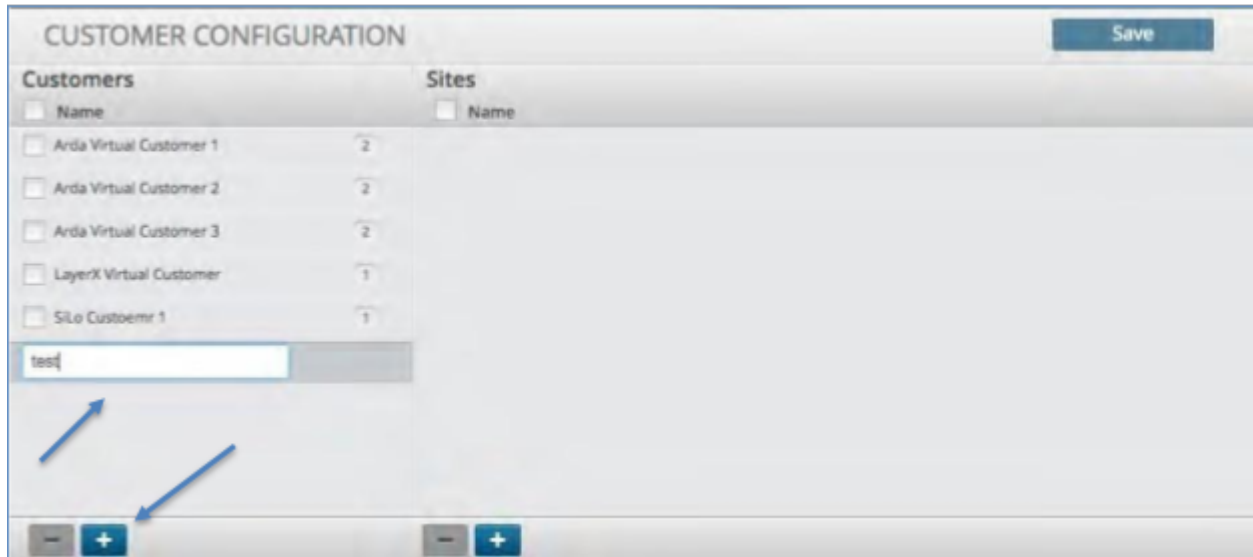 CUSTOMER CONFIGURATION
Save
Customers
Sites
Name
Name
Arda Virtual Customer 1
2
Arda Virtual Customer 2
2
Arda Virtual Customer 3
2
LayerX Virtual Customer
1
SiLo Custoemr 1
1
test
− +
− +